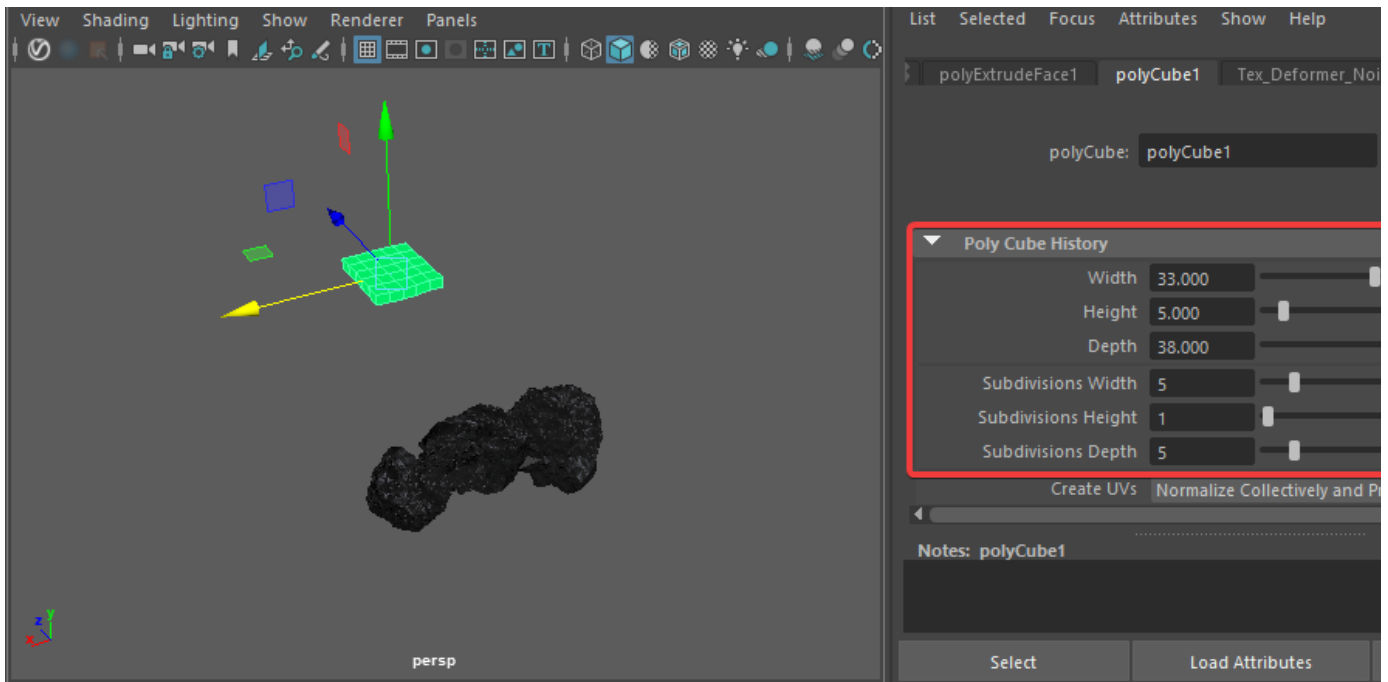 View Shading Lighting Show Renderer Panels
List Selected Focus Attributes Show Help
T
polyExtrudeFace1 polyCube1 Tex_Deformer_Noi
polyCube: polyCube1
Poly Cube History
Width 33.000
Height 5.000
Depth 38.000
Subdivisions Width 5
Subdivisions Height 1
Subdivisions Depth 5
Create UVs Normalize Collectively and Pr
Notes: polyCube1
z y
x
persp
Select Load Attributes